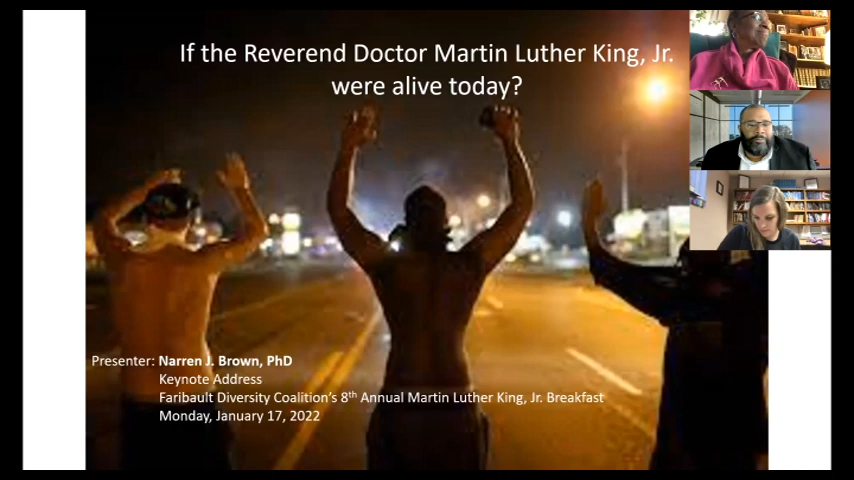 If the Reverend Doctor Martin Luther King, Jr.
were alive today?
Presenter: Narren J. Brown, PhD
Keynote Address
Faribault Diversity Coalition's 8th Annual Martin Luther King, Jr. Breakfast
Monday, January 17, 2022